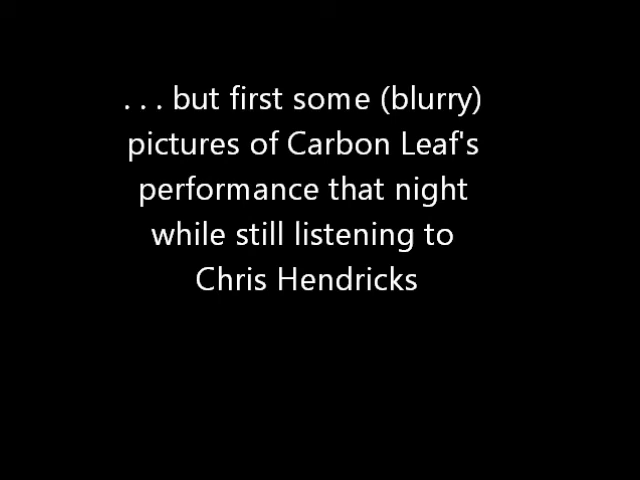 . . . but first some (blurry)
pictures of Carbon Leaf's
performance that night
while still listening to
Chris Hendricks